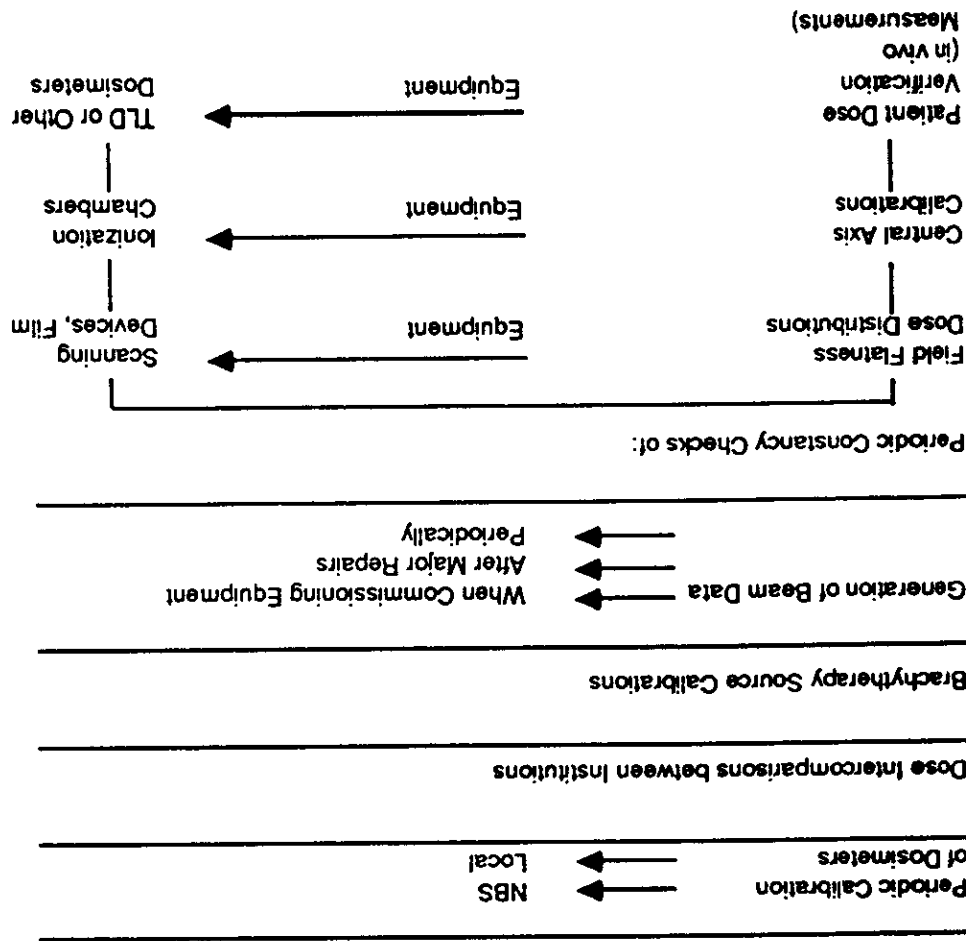 Periodic Calibration NBS
of Dosimeters Local
Dose Intercomparisons between Institutions
Brachytherapy Source Calibrations
Generation of Beam Data When Commissioning Equipment
After Major Repairs
Periodically
Periodic Constancy Checks of:
Field Flatness Equipment Scanning
Dose Distributions Devices, Film
Central Axis Equipment Ionization
Calibrations Chambers
Patient Dose Equipment TLD or Other
Verification Dosimeters
(in vivo
Measurements)